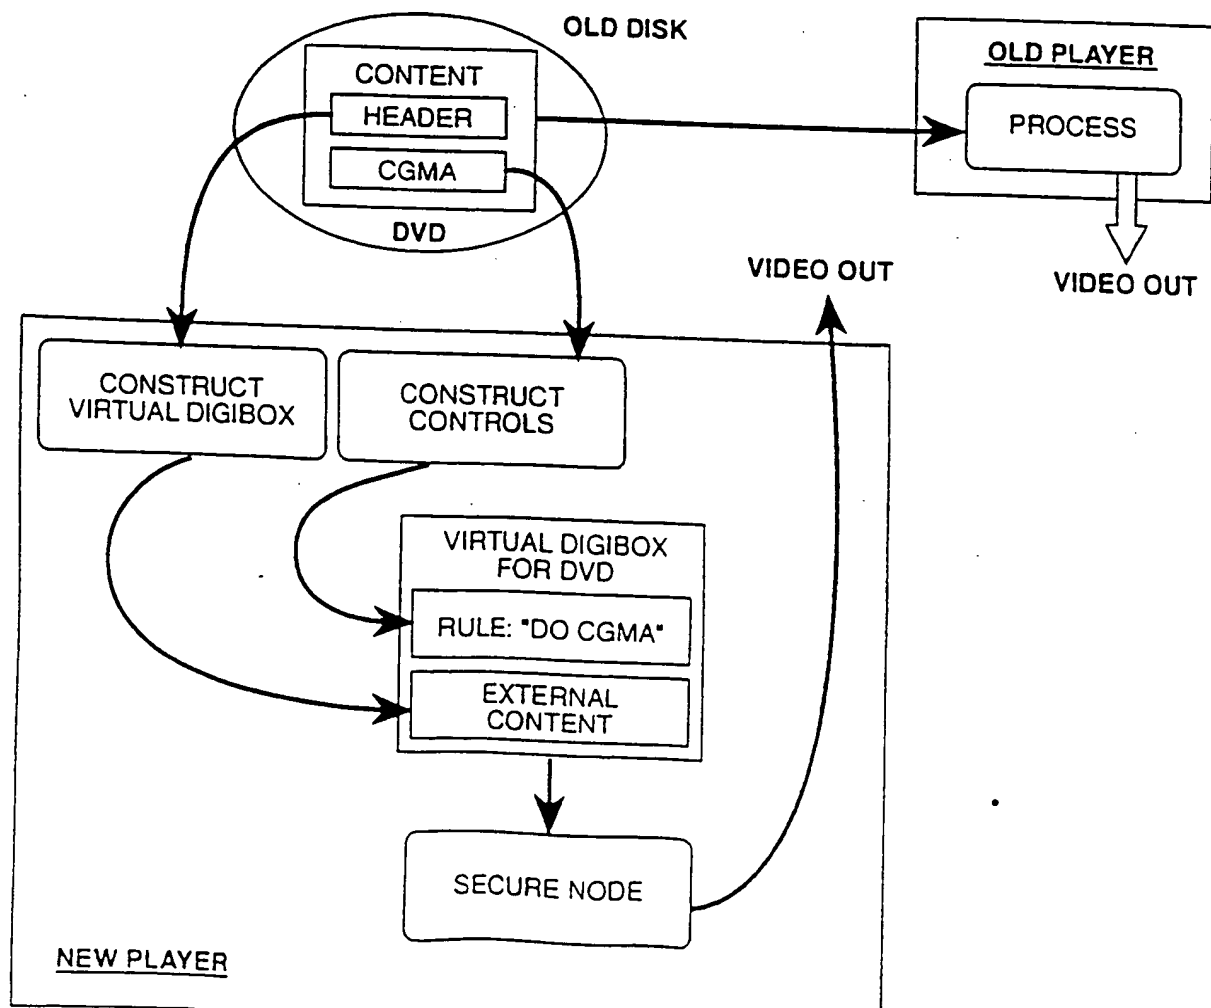 OLD DISK
CONTENT
HEADER
CGMA
DVD
OLD PLAYER
PROCESS
VIDEO OUT
VIDEO OUT
CONSTRUCT
VIRTUAL DIGIBOX
CONSTRUCT
CONTROLS
VIRTUAL DIGIBOX
FOR DVD
RULE: "DO CGMA"
EXTERNAL
CONTENT
SECURE NODE
NEW PLAYER